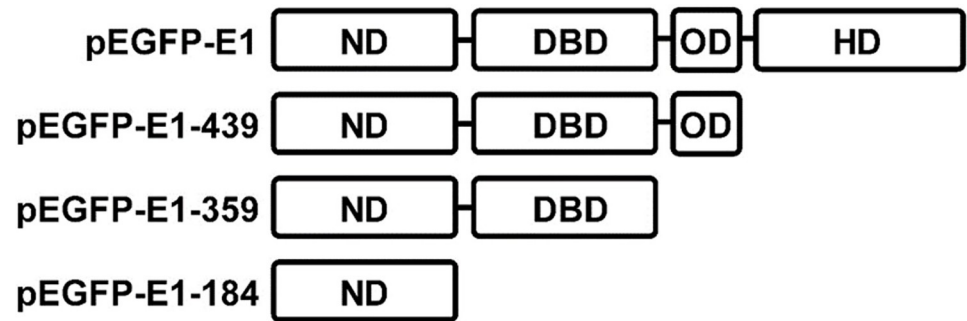 pEGFP-E1 ND DBD OD HD
pEGFP-E1-439 ND DBD OD
pEGFP-E1-359 ND DBD
pEGFP-E1-184 ND